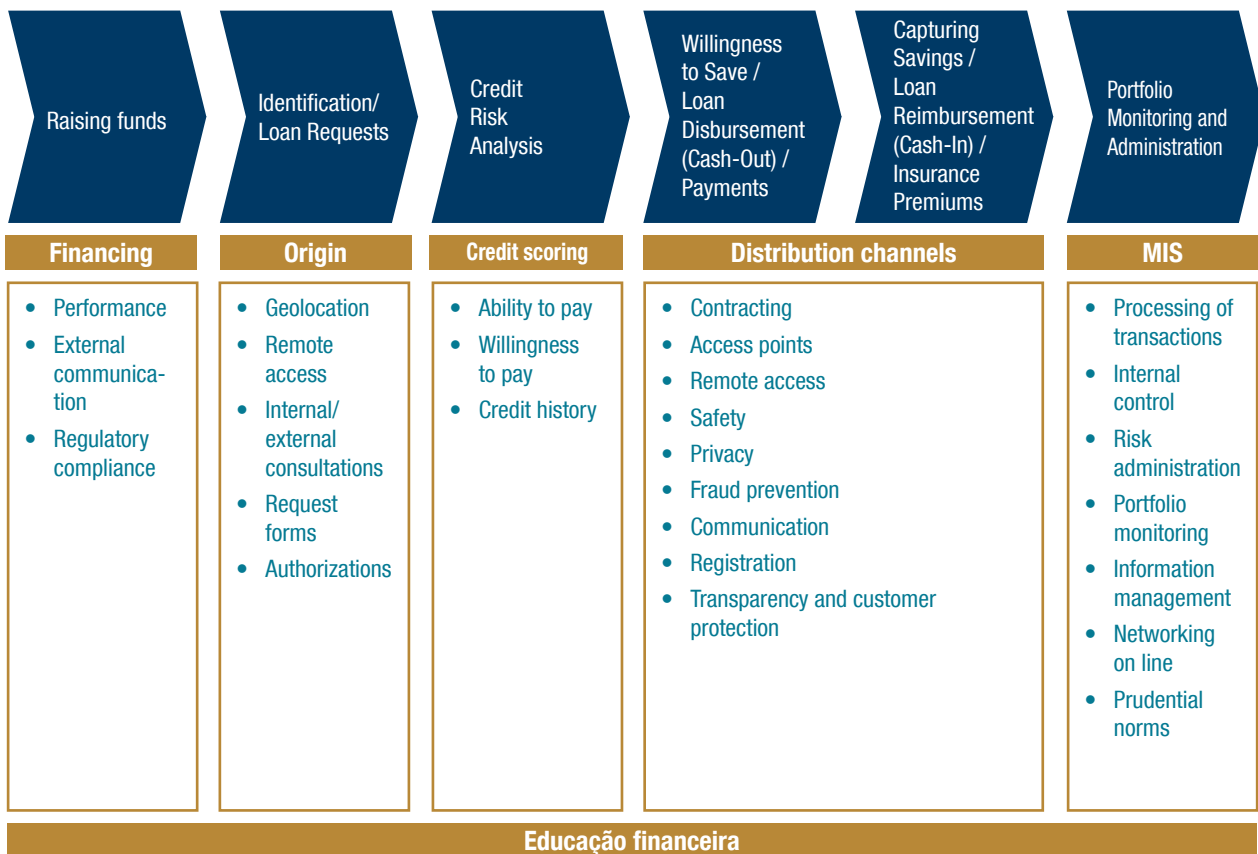 Raising funds
Identification/
Loan Requests
Credit
Risk
Analysis
Willingness
to Save /
Loan
Disbursement
(Cash-Out) /
Payments
Capturing
Savings /
Loan
Reimbursement
(Cash-In) /
Insurance
Premiums
Portfolio
Monitoring and
Administration
Financing
Origin
Credit scoring
Distribution channels
MIS
• Performance
• External
communica-
tion
• Regulatory
compliance
• Geolocation
• Remote
access
• Internal/
external
consultations
• Request
forms
• Authorizations
• Ability to pay
• Willingness
to pay
• Credit history
• Contracting
• Access points
• Remote access
• Safety
• Privacy
• Fraud prevention
• Communication
• Registration
• Transparency and customer
protection
• Processing of
transactions
• Internal
control
• Risk
administration
• Portfolio
monitoring
• Information
management
• Networking
on line
• Prudential
norms
Educação financeira